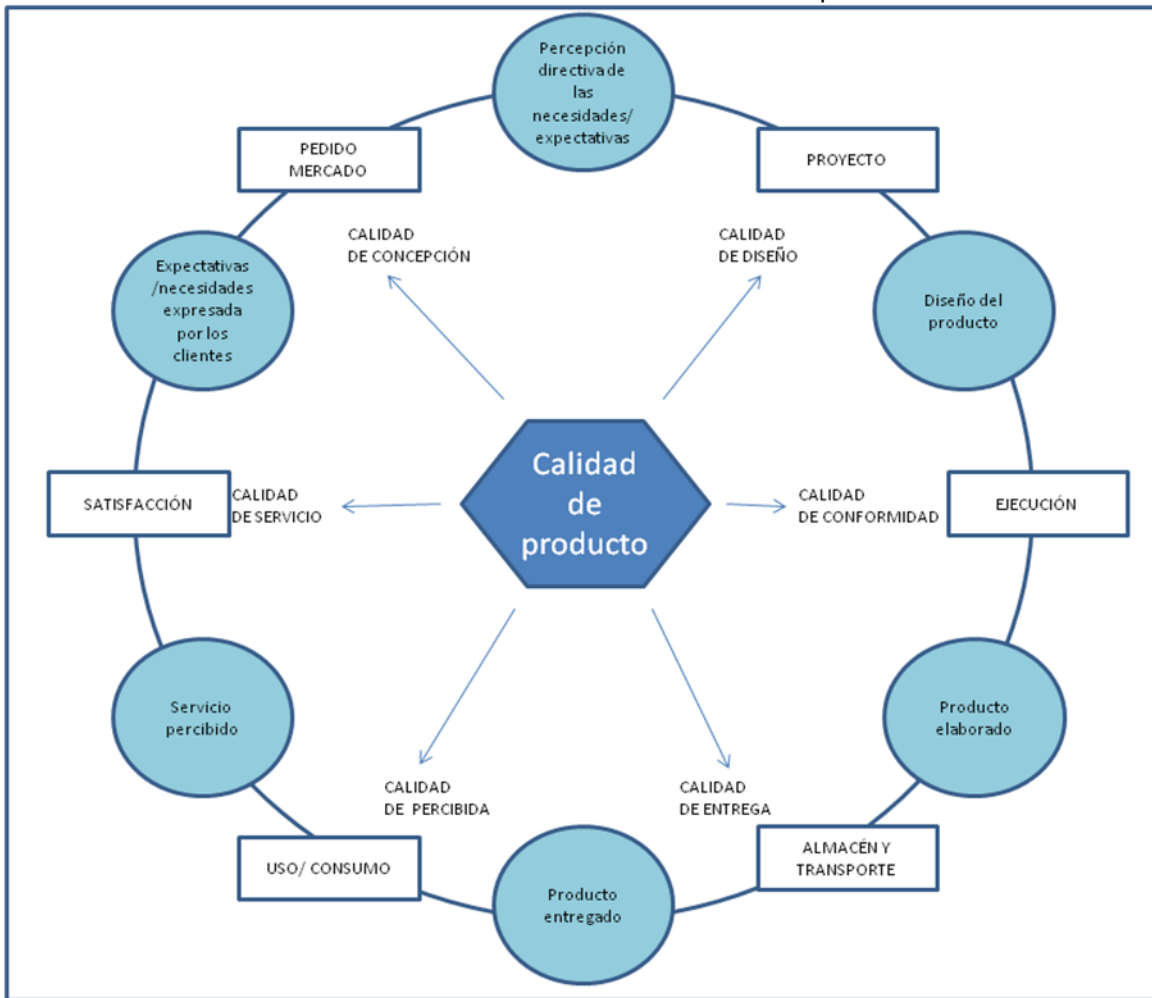 Percepción
directiva de
las
necesidades/
expectativas
PEDIDO
MERCADO
PROYECTO
CALIDAD
DE CONCEPCIÓN
CALIDAD
DE DISEÑO
Expectativas
/necesidades
expresada
por los
clientes
Diseño del
producto
Calidad
de
producto
SATISFACCIÓN
CALIDAD
DE SERVICIO
CALIDAD
DE CONFORMIDAD
EJECUCIÓN
Servicio
percibido
Producto
elaborado
CALIDAD
DE PERCIBIDA
CALIDAD
DE ENTREGA
USO/ CONSUMO
Producto
entregado
ALMACÉN Y
TRANSPORTE